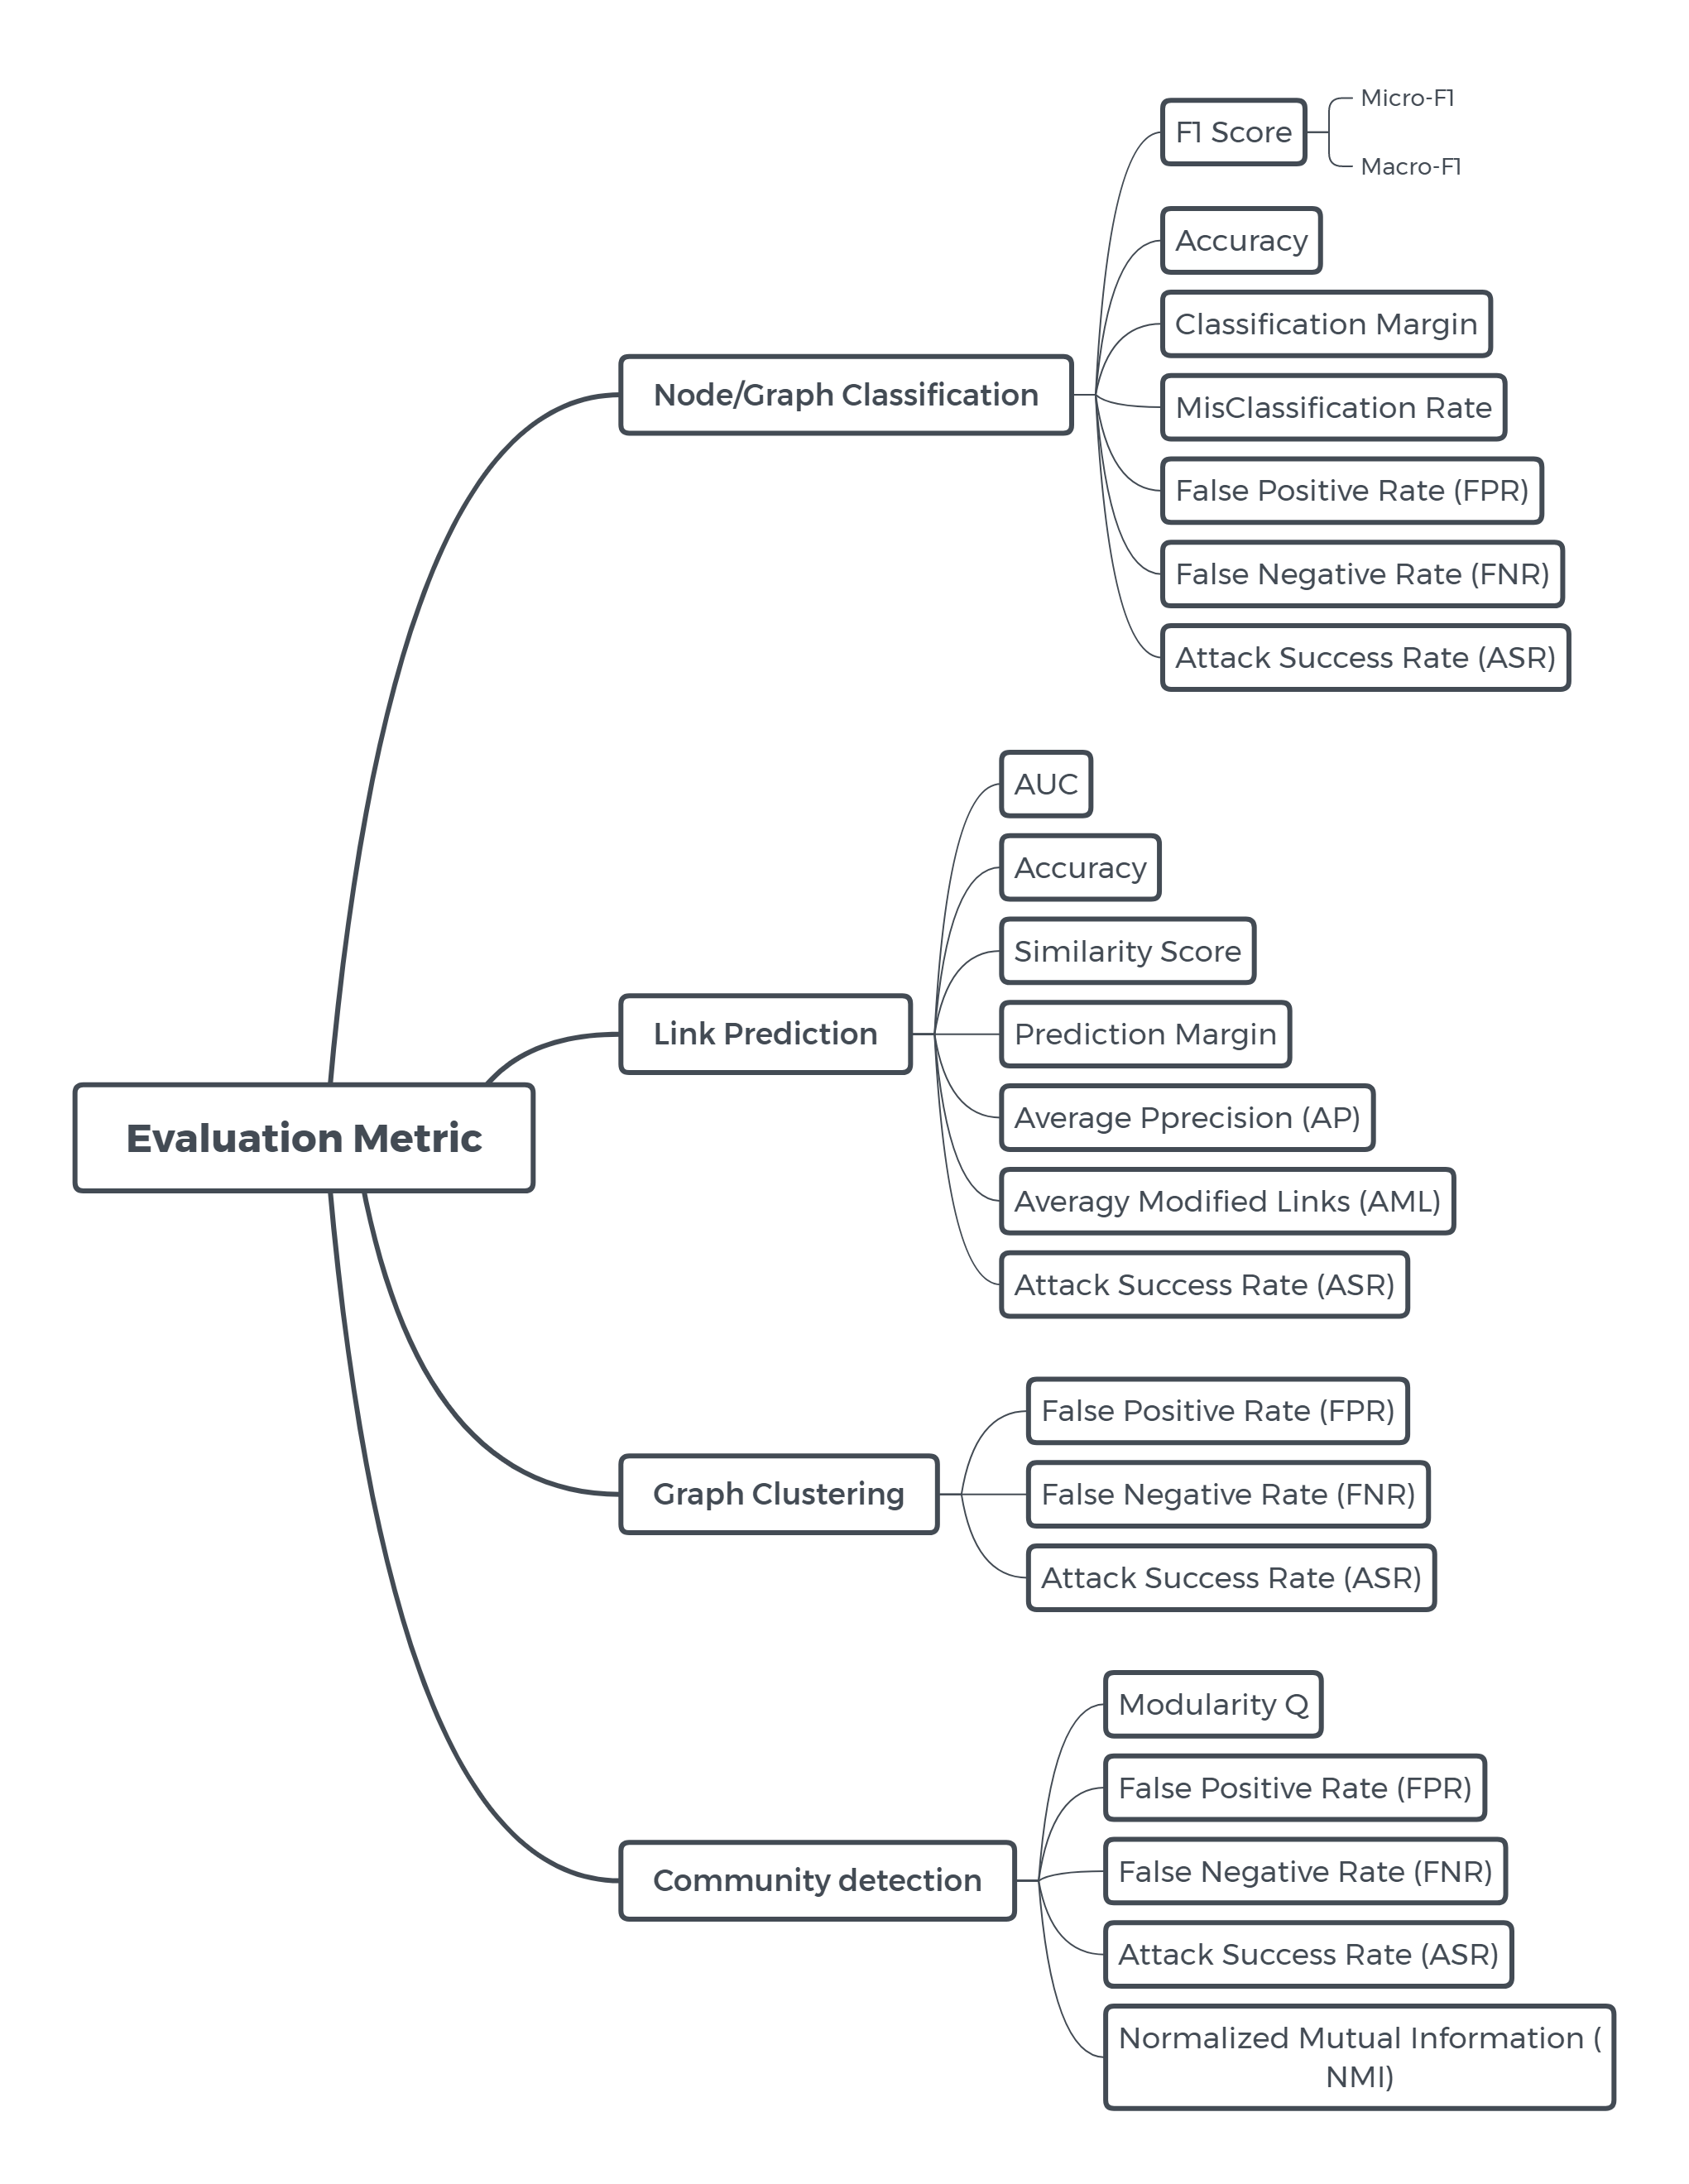 Micro-F1
F1 Score
Macro-F1
Accuracy
Classification Margin
Node/Graph Classification
MisClassification Rate
False Positive Rate (FPR)
False Negative Rate (FNR)
Attack Success Rate (ASR)
AUC
Accuracy
Similarity Score
Link Prediction
Prediction Margin
Average Pprecision (AP)
Evaluation Metric
Averagy Modified Links (AML)
Attack Success Rate (ASR)
False Positive Rate (FPR)
Graph Clustering
False Negative Rate (FNR)
Attack Success Rate (ASR)
Modularity Q
False Positive Rate (FPR)
Community detection
False Negative Rate (FNR)
Attack Success Rate (ASR)
Normalized Mutual Information (
NMI)